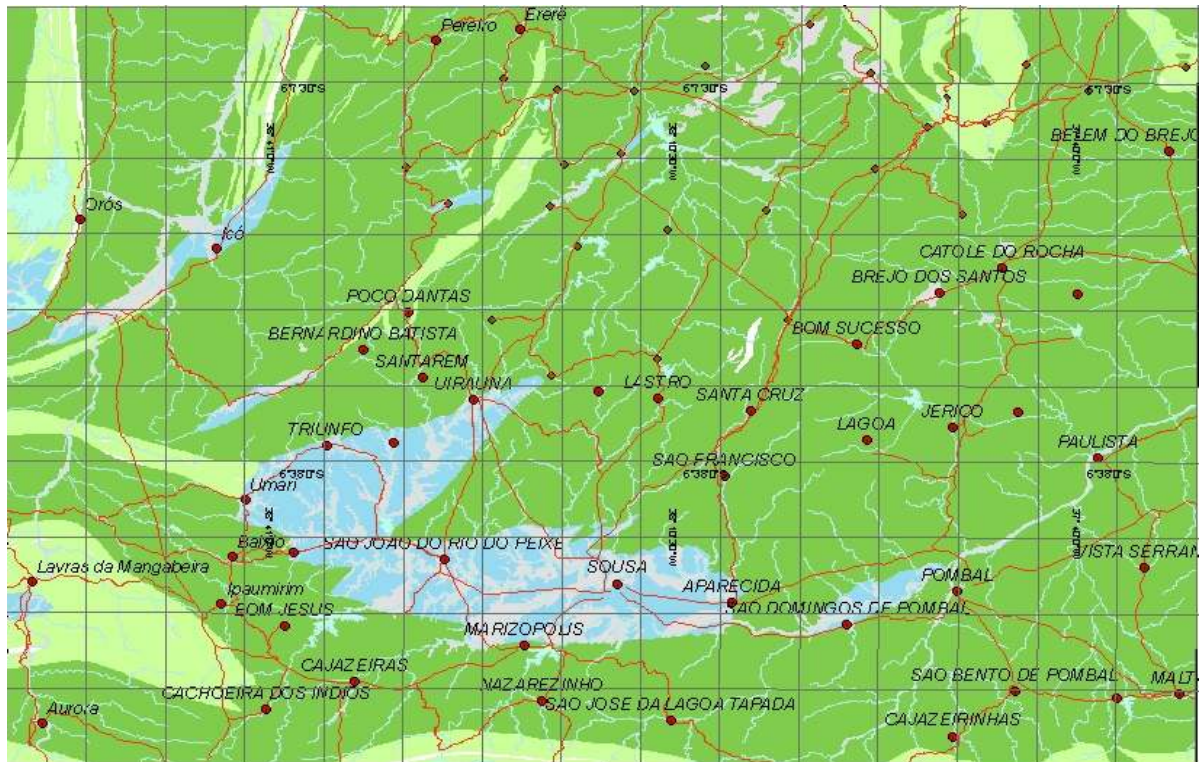 Ererê
Pereiro
6°30'S
6°30'S
6°30'S
BELEM DO BREJO
Orós
Icó
CATOLE DO ROCHA
BREJO DOS SANTOS
POCO DANTAS
BOM SUCESSO
BERNARDINO BATISTA
SANTAREM
UIRAUNA
LASTRO
SANTA CRUZ
TRIUNFO
LAGOA
JERICO
PAULISTA
SAO FRANCISCO
6°38'0"S
6°38'0"S
Umari
Baixio
SAO JOAO DO RIO DO PEIXE
VISTA SERRAN
Lavras da Mangabeira
SOUSA
APARECIDA
POMBAL
Ipaumirim
BOM JESUS
SAO DOMINGOS DE POMBAL
MARIZOPOLIS
CAJAZEIRAS
SAO BENTO DE POMBAL
MALT
CACHOEIRA DOS INDIOS
NAZAREZINHO
SAO JOSE DA LAGOA TAPADA
Aurora
CAJAZEIRINHAS